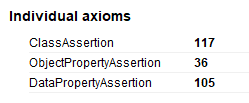 Individual axioms
ClassAssertion 117
ObjectPropertyAssertion 36
DataPropertyAssertion 105